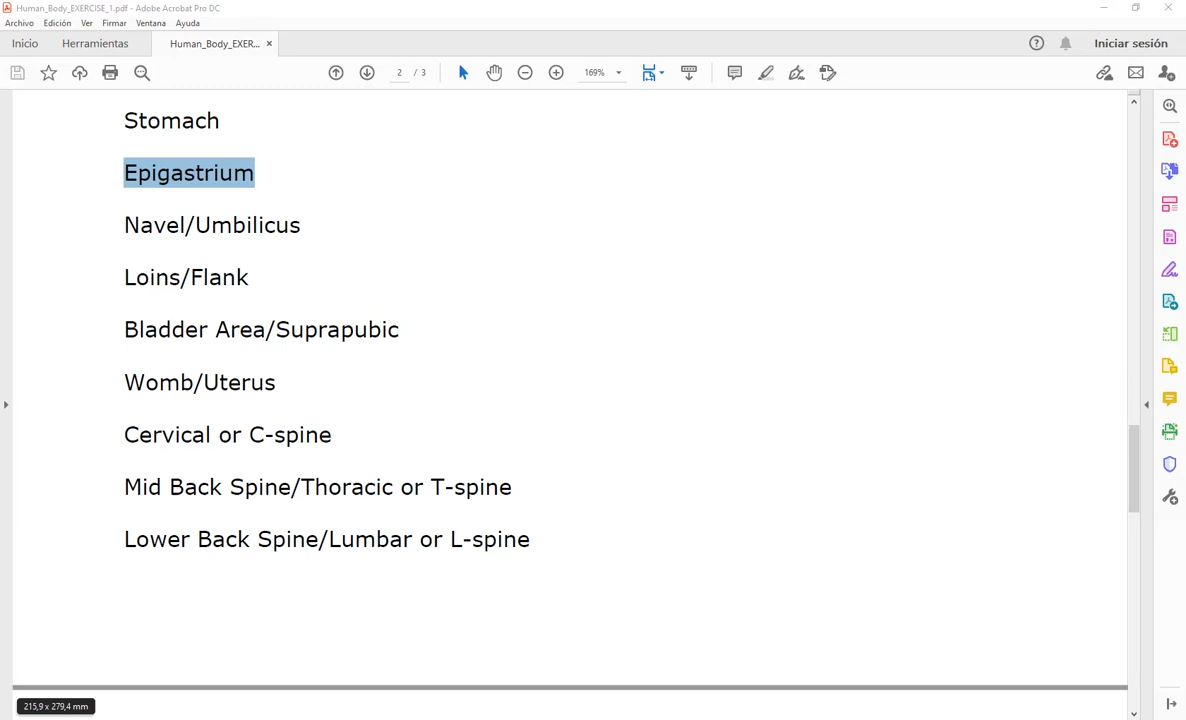 Human_Body_EXERCISE_1.pdf - Adobe Acrobat Pro DC
Archivo Edición Ver Firmar Ventana Ayuda
Inicio Herramientas Human_Body_EXER... × Iniciar sesión
2 / 3 169%
Stomach
Epigastrium
Navel/Umbilicus
Loins/Flank
Bladder Area/Suprapubic
Womb/Uterus
Cervical or C-spine
Mid Back Spine/Thoracic or T-spine
Lower Back Spine/Lumbar or L-spine
215,9 x 279,4 mm